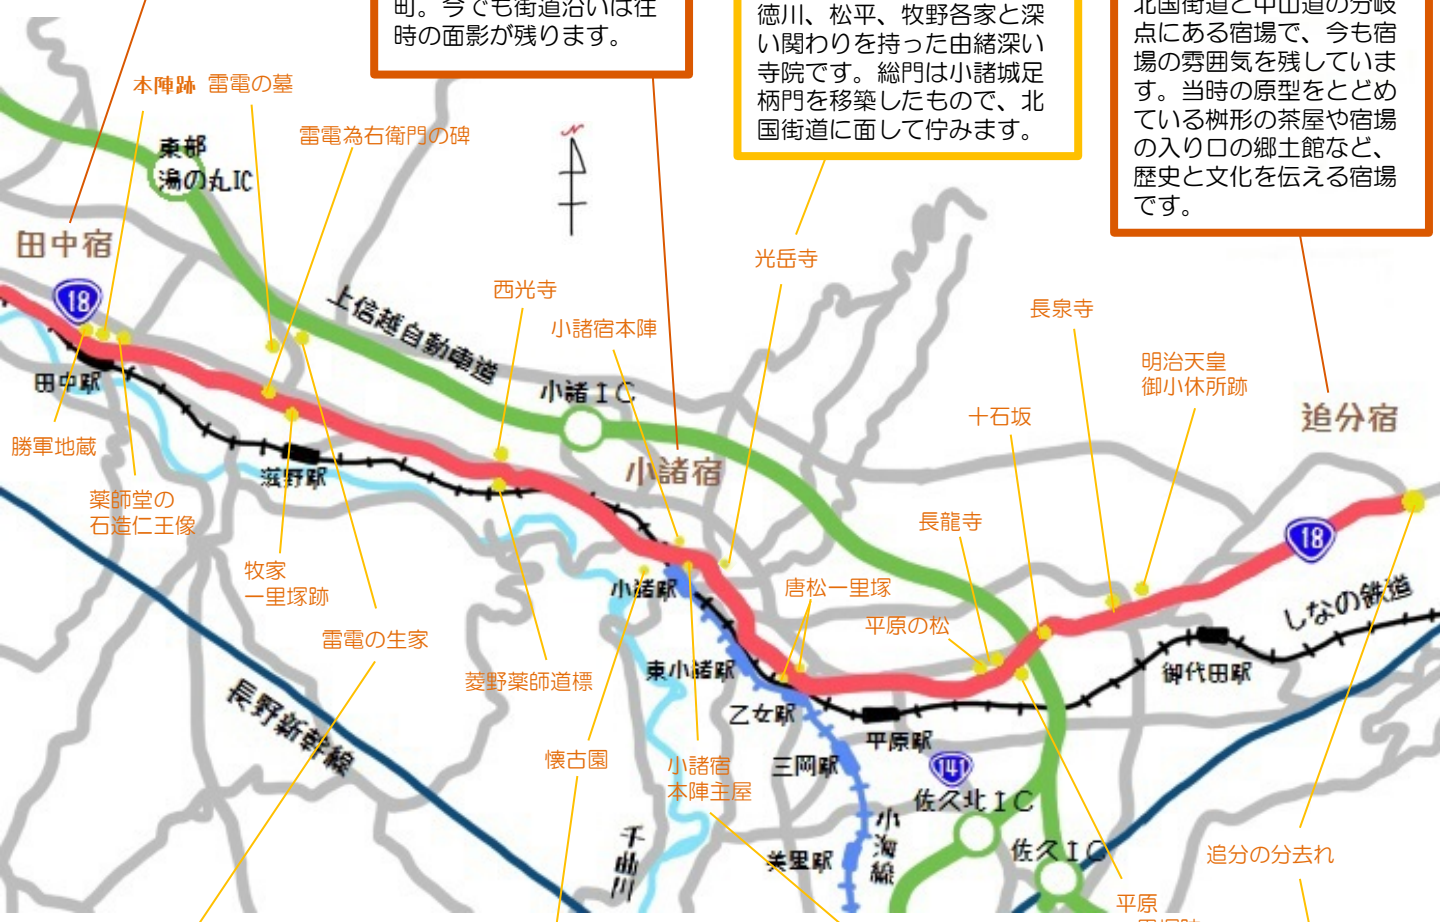 町。今でも街道沿いは往
時の面影が残ります。
徳川、松平、牧野各家と深
い関わりを持った由緒深い
寺院です。総門は小諸城足
柄門を移築したもので、北
国街道に面して佇みます。
北国街道と中山道の分岐
点にある宿場で、今も宿
場の雰囲気を残していま
す。当時の原型をとどめ
ている桝形の茶屋や宿場
の入り口の郷土館など、
歴史と文化を伝える宿場
です。
本陣跡
雷電の墓
雷電為右衛門の碑
東部
湯の丸IC
N
田中宿
18
西光寺
光岳寺
上信越自動車道
小諸宿本陣
長泉寺
明治天皇
御小休所跡
田中駅
小諸IC
十石坂
追分宿
勝軍地蔵
滋野駅
小諸宿
薬師堂の
石造仁王像
長龍寺
18
牧家
一里塚跡
小諸駅
唐松一里塚
しなの鉄道
雷電の生家
平原の松
菱野薬師道標
東小諸駅
御代田駅
乙女駅
長野新幹線
平原駅
懐古園
小諸宿
本陣主屋
三岡駅
141
佐久北IC
千曲川
美里駅
小海線
佐久IC
追分の分去れ
平原